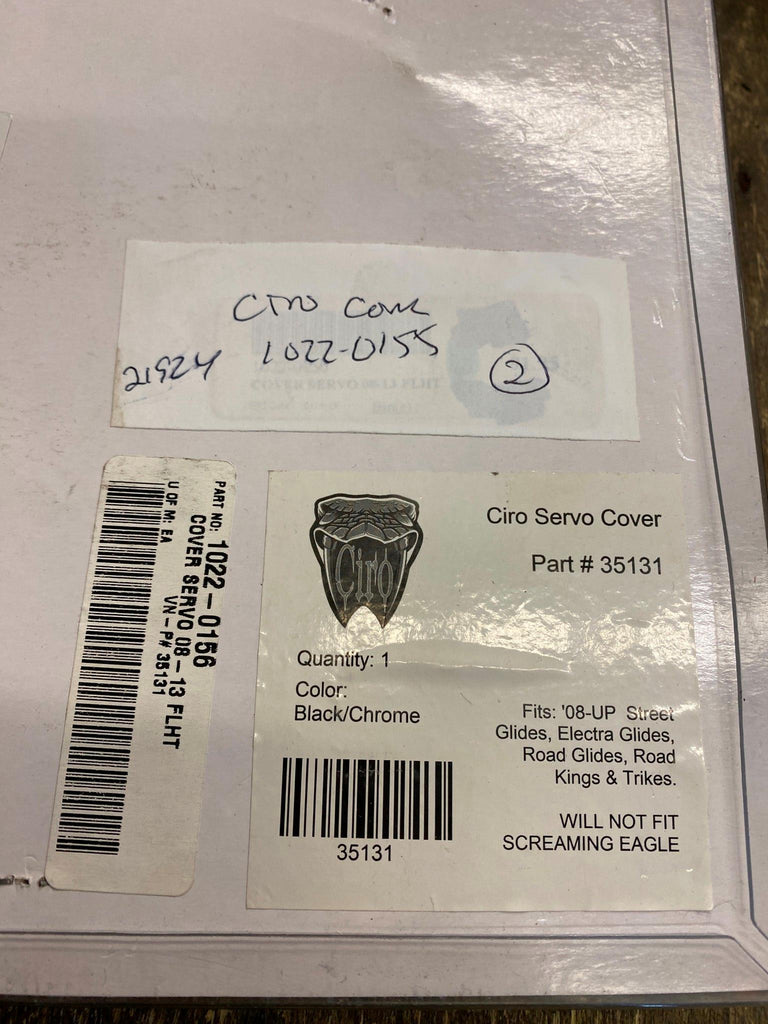 Ciro Cover
1022-0155
21924
2
PART NO: 1022-0156
COVER SERVO 08-13 FLHT
VN-P# 35131
U OF M: EA
Ciro
Ciro Servo Cover
Part # 35131
Quantity: 1
Color:
Black/Chrome
35131
Fits: '08-UP Street
Glides, Electra Glides,
Road Glides, Road
Kings & Trikes.
WILL NOT FIT
SCREAMING EAGLE